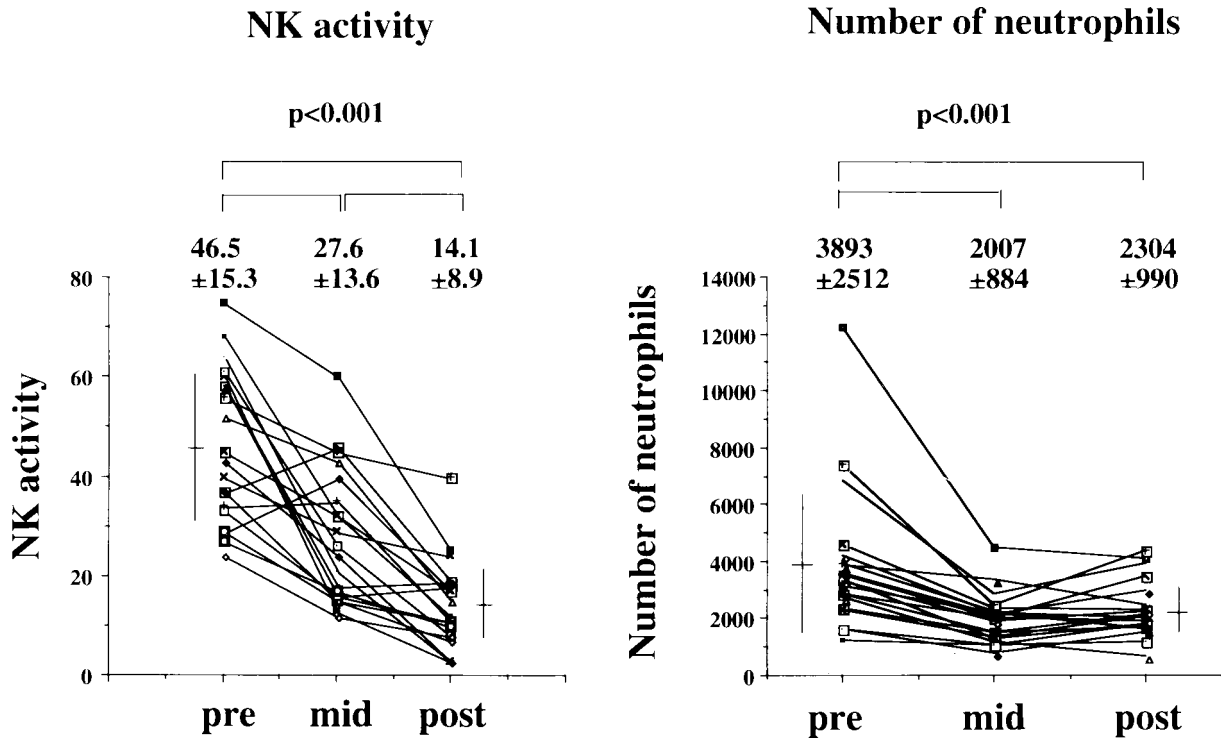 NK activity
p<0.001
46.5 27.6 14.1
±15.3 ±13.6 ±8.9
80
60
40
20
0
NK activity
pre mid post
Number of neutrophils
p<0.001
3893 2007 2304
±2512 ±884 ±990
14000
12000
14000
8000
6000
4000
2000
0
Number of neutrophils
pre mid post